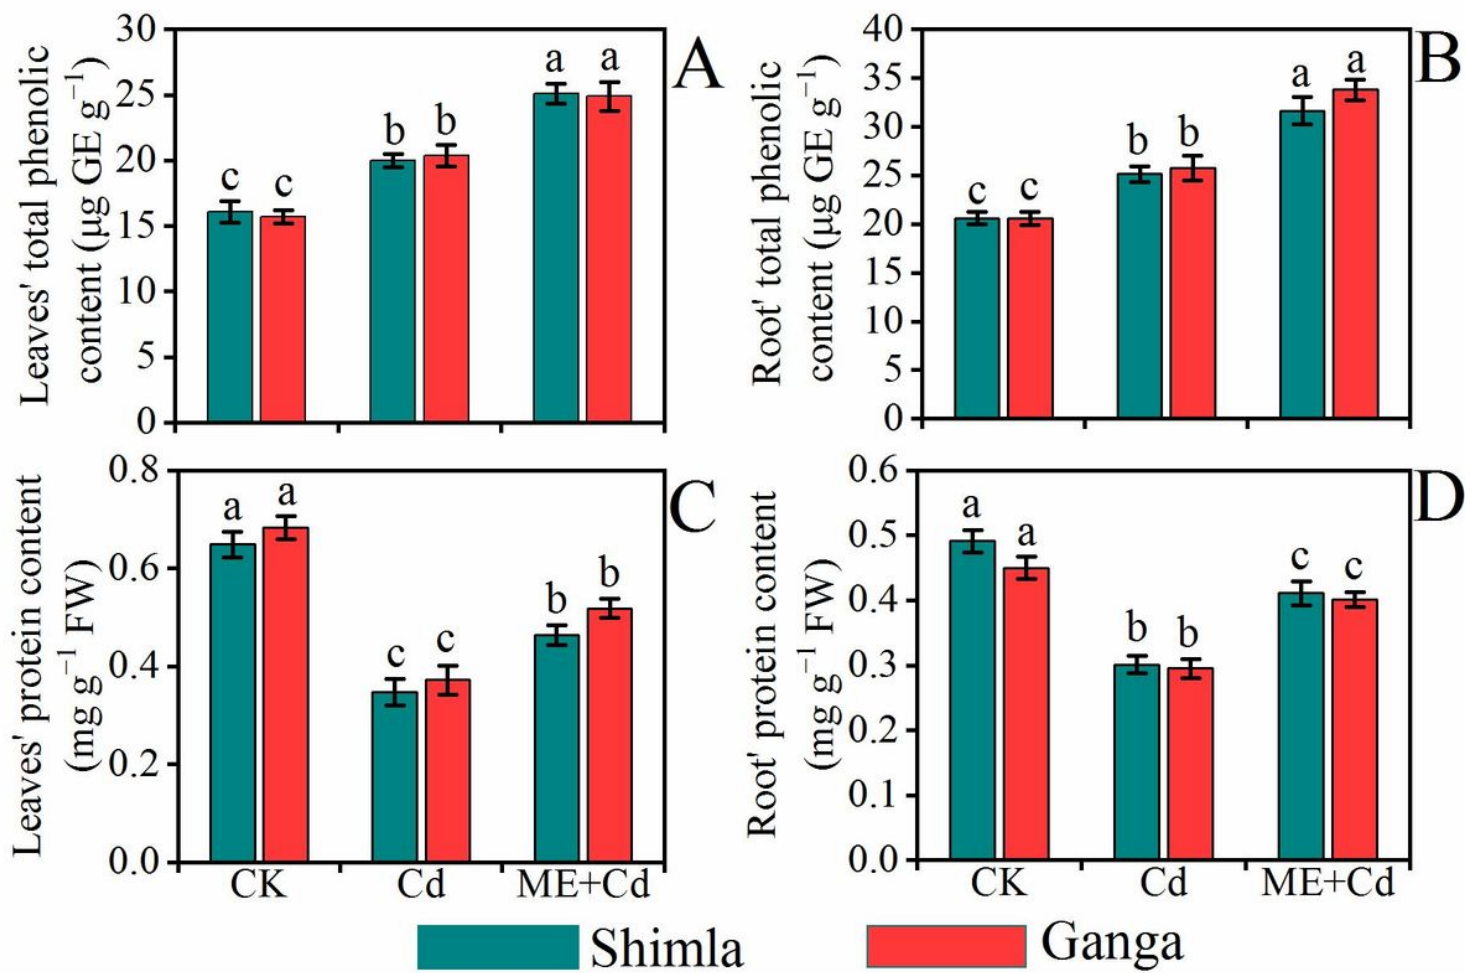 Leaves' total phenolic
content (µg GE g⁻¹)
30
25
20
15
10
5
0
c c b b a a
A
Root' total phenolic
content (µg GE g⁻¹)
40
35
30
25
20
15
10
5
0
c c b b a a
B
Leaves' protein content
(mg g⁻¹ FW)
0.8
0.6
0.4
0.2
0.0
a a c c b b
C
CK Cd ME+Cd
Root' protein content
(mg g⁻¹ FW)
0.6
0.5
0.4
0.3
0.2
0.1
0.0
a a b b c c
D
CK Cd ME+Cd
Shimla Ganga